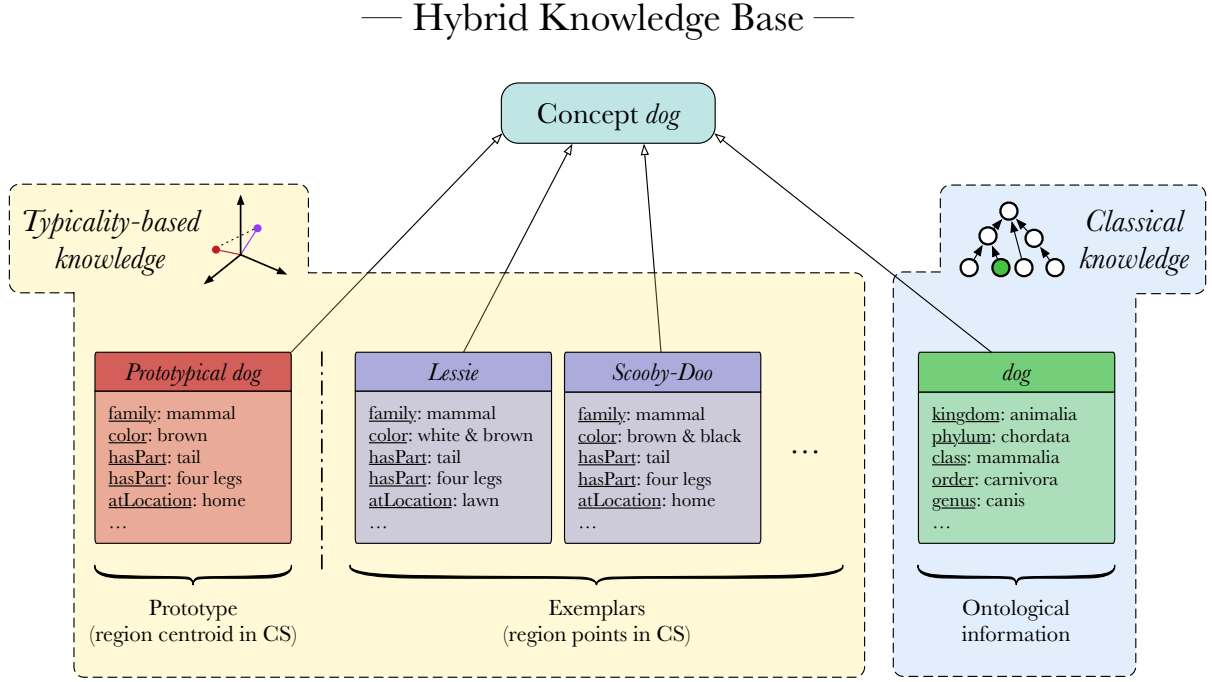 — Hybrid Knowledge Base —
Concept dog
Typicality-based
knowledge
Classical
knowledge
Prototypical dog
family: mammal
color: brown
hasPart: tail
hasPart: four legs
atLocation: home
…
Lessie
family: mammal
color: white & brown
hasPart: tail
hasPart: four legs
atLocation: lawn
…
Scooby-Doo
family: mammal
color: brown & black
hasPart: tail
hasPart: four legs
atLocation: home
…
…
dog
kingdom: animalia
phylum: chordata
class: mammalia
order: carnivora
genus: canis
…
Prototype
(region centroid in CS)
Exemplars
(region points in CS)
Ontological
information